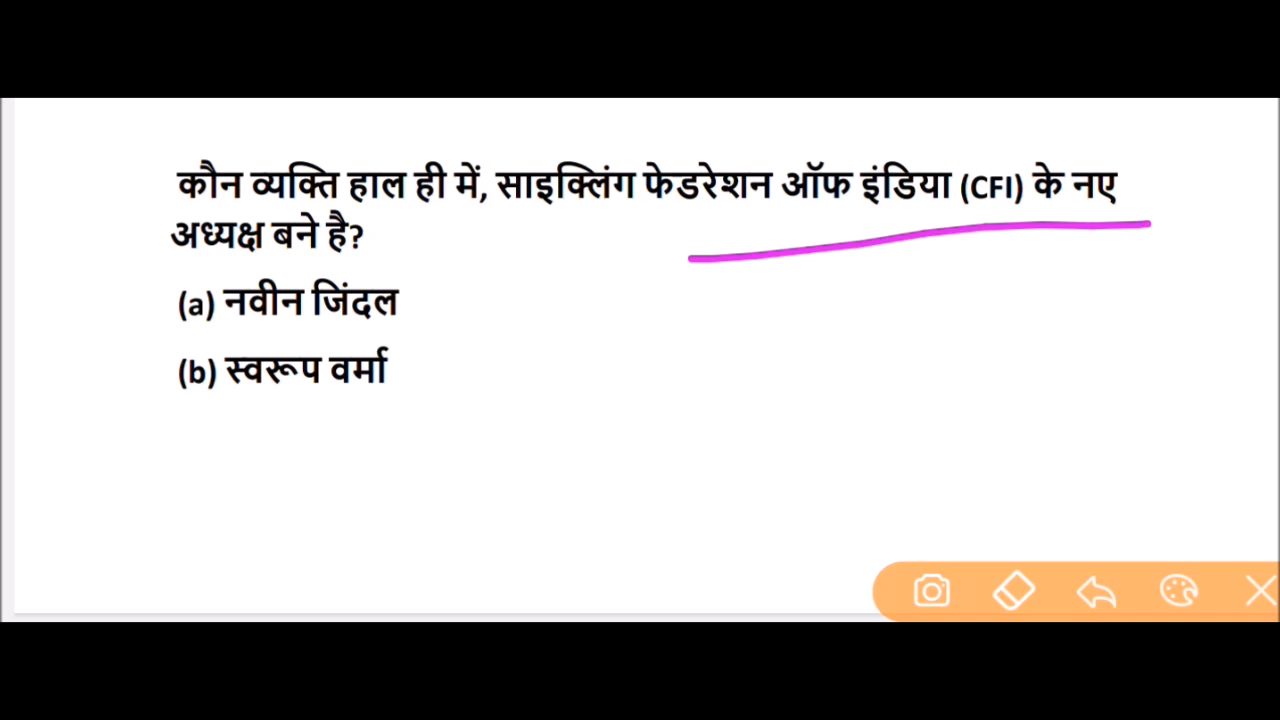 कौन व्यक्ति हाल ही में, साइक्लिंग फेडरेशन ऑफ इंडिया (CFI) के नए
अध्यक्ष बने है?
(a) नवीन जिंदल
(b) स्वरूप वर्मा